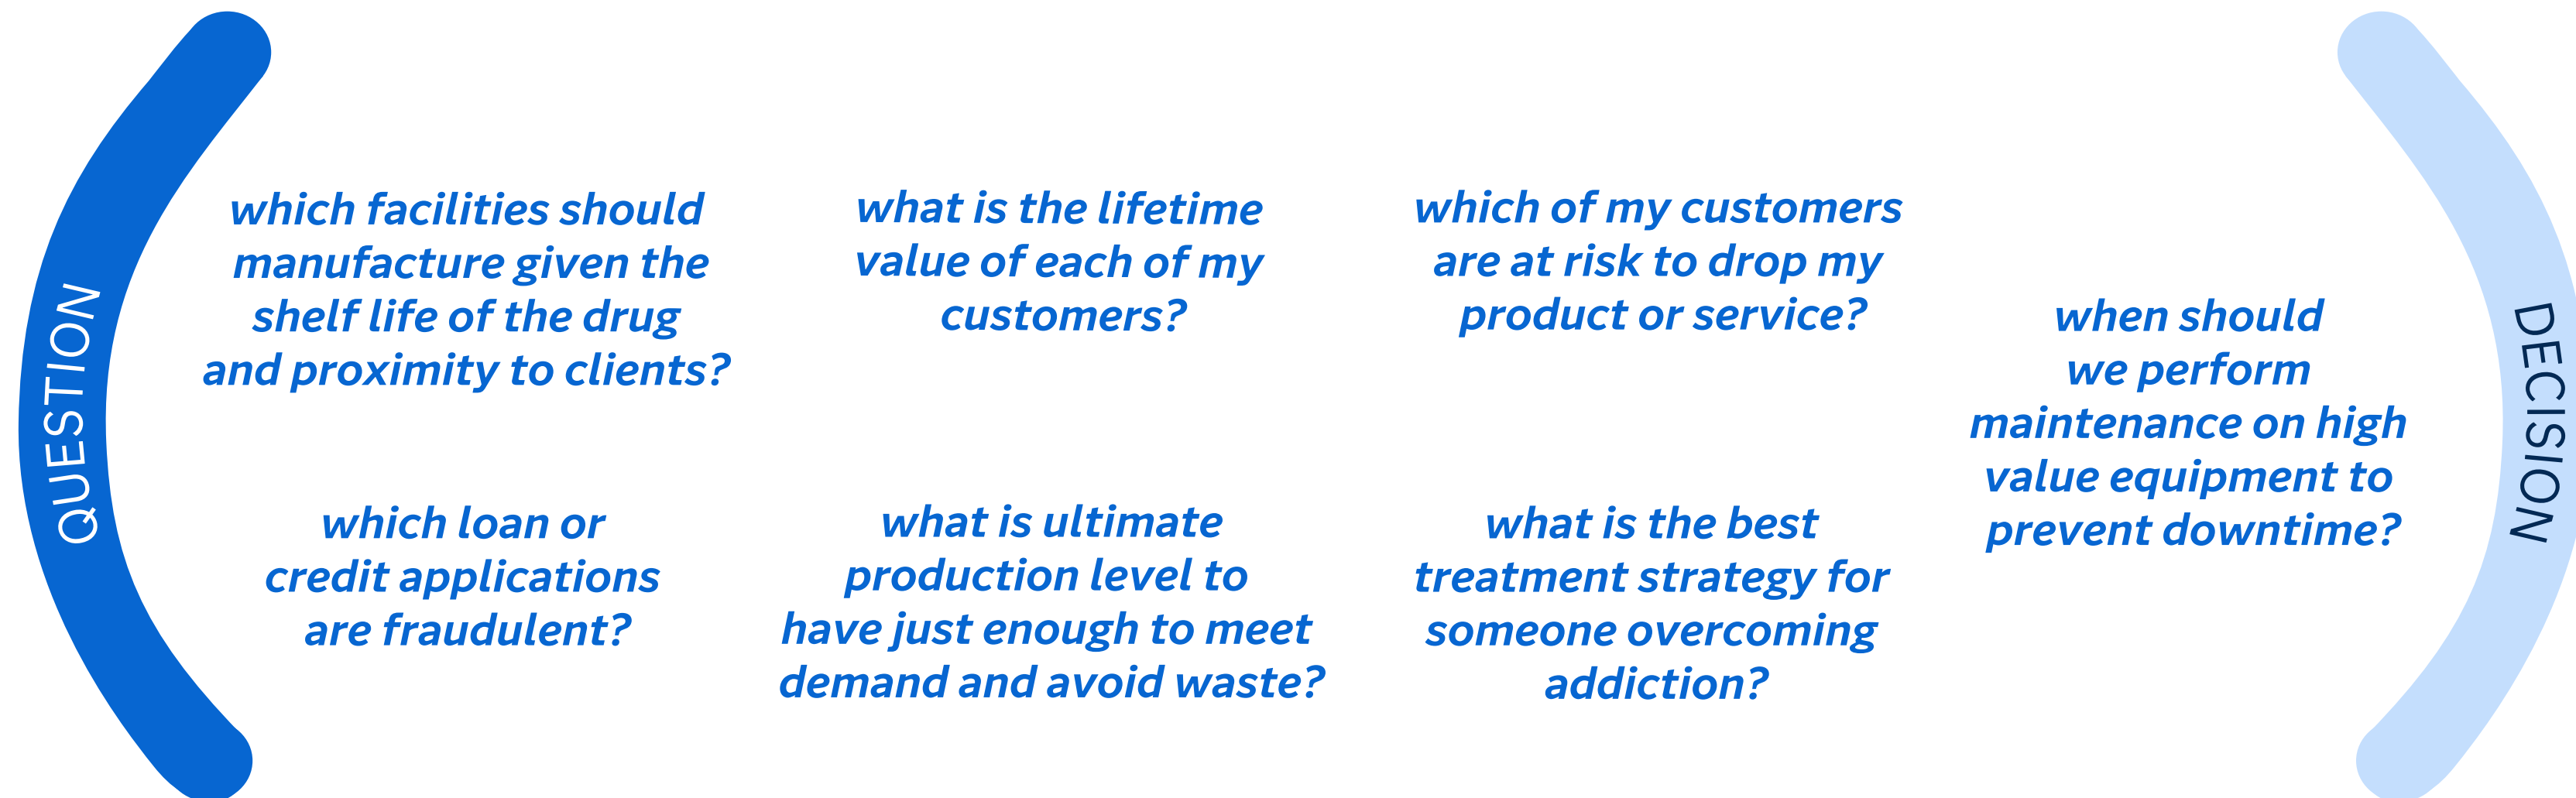 QUESTION
which facilities should
manufacture given the
shelf life of the drug
and proximity to clients?
what is the lifetime
value of each of my
customers?
which of my customers
are at risk to drop my
product or service?
when should
we perform
maintenance on high
value equipment to
prevent downtime?
which loan or
credit applications
are fraudulent?
what is ultimate
production level to
have just enough to meet
demand and avoid waste?
what is the best
treatment strategy for
someone overcoming
addiction?
DECISION